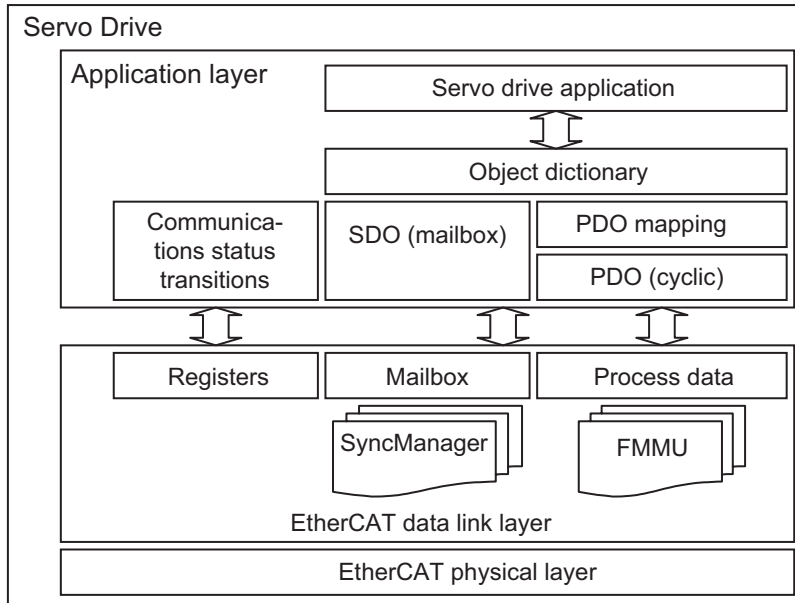 Servo Drive
Application layer
Servo drive application
Object dictionary
Communica-
tions status
transitions
SDO (mailbox)
PDO mapping
PDO (cyclic)
Registers
Mailbox
Process data
SyncManager
FMMU
EtherCAT data link layer
EtherCAT physical layer